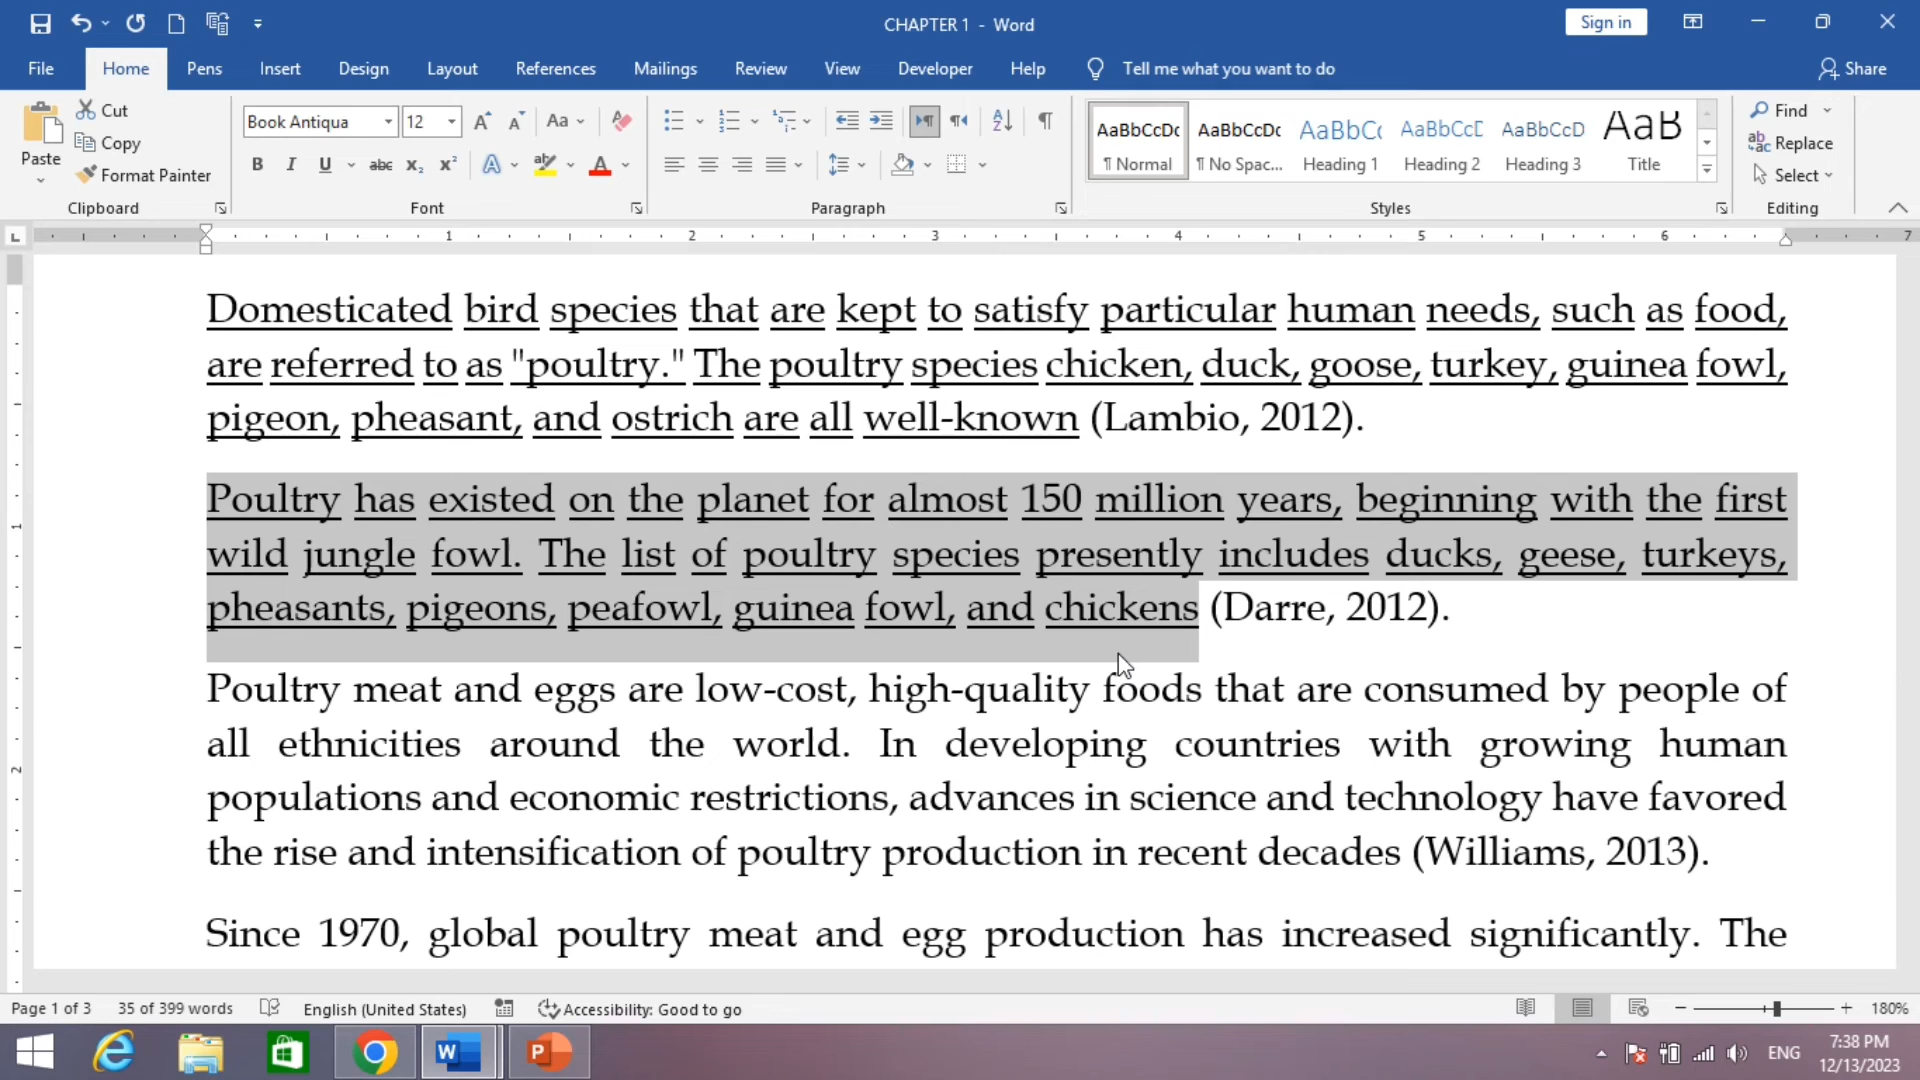 CHAPTER 1 - Word
Sign in
File Home Pens Insert Design Layout References Mailings Review View Developer Help Tell me what you want to do Share
Paste
Cut
Copy
Format Painter
Clipboard
Book Antiqua 12
Font
Paragraph
AaBbCcDc AaBbCcDc AaBbC AaBbCcD AaBbCcD AaB
¶ Normal ¶ No Spac... Heading 1 Heading 2 Heading 3 Title
Styles
Find
Replace
Select
Editing
1 2 3 4 5 6 7
Domesticated bird species that are kept to satisfy particular human needs, such as food,
are referred to as "poultry." The poultry species chicken, duck, goose, turkey, guinea fowl,
pigeon, pheasant, and ostrich are all well-known (Lambio, 2012).
Poultry has existed on the planet for almost 150 million years, beginning with the first
wild jungle fowl. The list of poultry species presently includes ducks, geese, turkeys,
pheasants, pigeons, peafowl, guinea fowl, and chickens (Darre, 2012).
Poultry meat and eggs are low-cost, high-quality foods that are consumed by people of
all ethnicities around the world. In developing countries with growing human
populations and economic restrictions, advances in science and technology have favored
the rise and intensification of poultry production in recent decades (Williams, 2013).
Since 1970, global poultry meat and egg production has increased significantly. The
Page 1 of 3 35 of 399 words English (United States) Accessibility: Good to go 180%
ENG
7:38 PM
12/13/2023